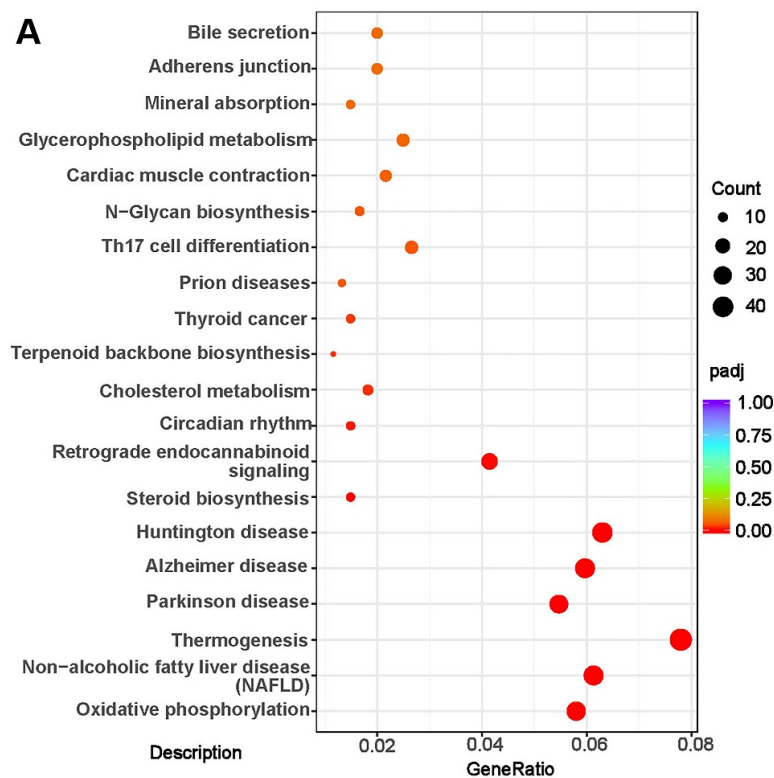 A
Bile secretion
Adherens junction
Mineral absorption
Glycerophospholipid metabolism
Cardiac muscle contraction
N−Glycan biosynthesis
Th17 cell differentiation
Prion diseases
Thyroid cancer
Terpenoid backbone biosynthesis
Cholesterol metabolism
Circadian rhythm
Retrograde endocannabinoid
signaling
Steroid biosynthesis
Huntington disease
Alzheimer disease
Parkinson disease
Thermogenesis
Non−alcoholic fatty liver disease
(NAFLD)
Oxidative phosphorylation
Description
0.02 0.04 0.06 0.08
GeneRatio
Count
10
20
30
40
padj
1.00
0.75
0.50
0.25
0.00